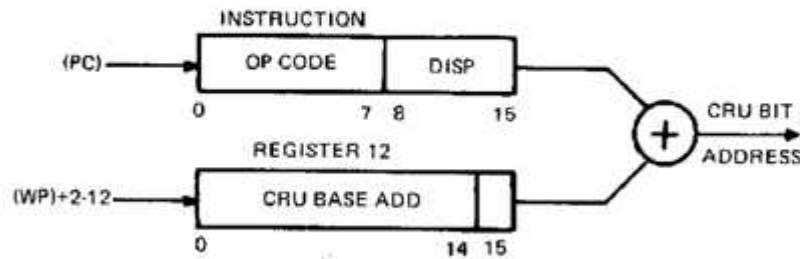 INSTRUCTION
(PC)
OP CODE
DISP
0
7
8
15
CRU BIT
ADDRESS
REGISTER 12
(WP)+2-12
CRU BASE ADD
0
14
15